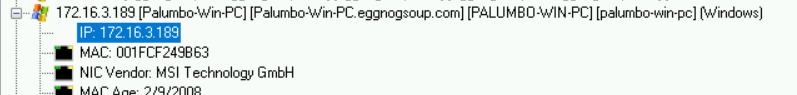 172.16.3.189 [Palumbo-Win-PC] [Palumbo-Win-PC.eggnogsoup.com] [PALUMBO-WIN-PC] [palumbo-win-pc] (Windows)
IP: 172.16.3.189
MAC: 001FCF249B63
NIC Vendor: MSI Technology GmbH
MAC Age: 2/9/2008